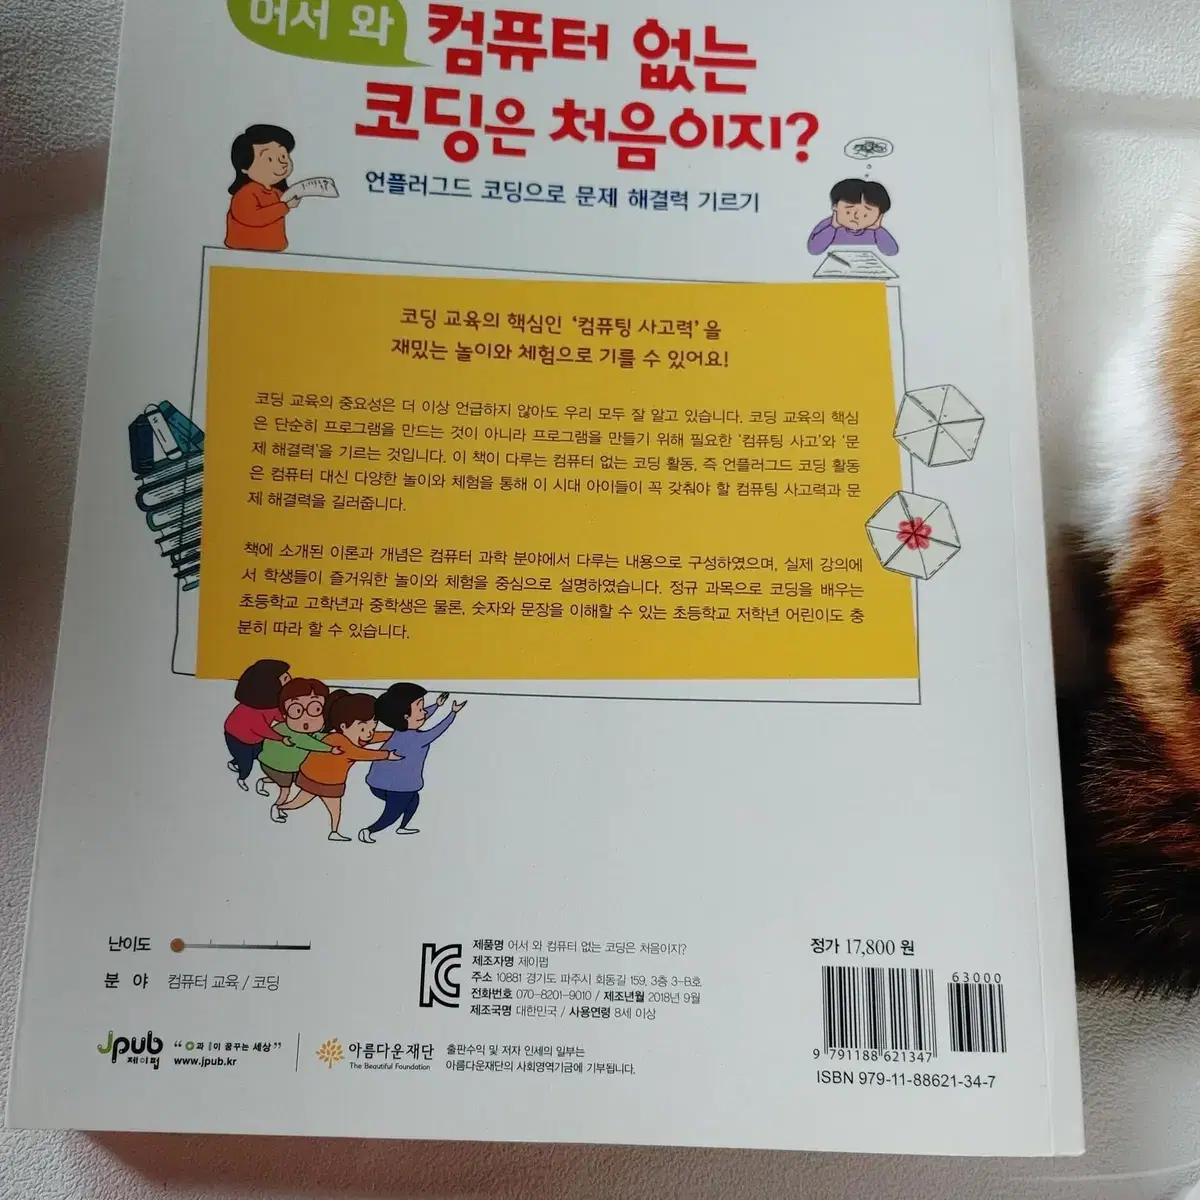 어서 와
컴퓨터 없는
코딩은 처음이지?
언플러그드 코딩으로 문제 해결력 기르기
코딩 교육의 핵심인 '컴퓨팅 사고력'을
재밌는 놀이와 체험으로 기를 수 있어요!
코딩 교육의 중요성은 더 이상 언급하지 않아도 우리 모두 잘 알고 있습니다. 코딩 교육의 핵심
은 단순히 프로그램을 만드는 것이 아니라 프로그램을 만들기 위해 필요한 '컴퓨팅 사고'와 '문
제 해결력'을 기르는 것입니다. 이 책이 다루는 컴퓨터 없는 코딩 활동, 즉 언플러그드 코딩 활동
은 컴퓨터 대신 다양한 놀이와 체험을 통해 이 시대 아이들이 꼭 갖춰야 할 컴퓨팅 사고력과 문
제 해결력을 길러줍니다.
책에 소개된 이론과 개념은 컴퓨터 과학 분야에서 다루는 내용으로 구성하였으며, 실제 강의에
서 학생들이 즐거워한 놀이와 체험을 중심으로 설명하였습니다. 정규 과목으로 코딩을 배우는
초등학교 고학년과 중학생은 물론, 숫자와 문장을 이해할 수 있는 초등학교 저학년 어린이도 충
분히 따라 할 수 있습니다.
난이도
분 야 컴퓨터 교육 / 코딩
KC
제품명 어서 와 컴퓨터 없는 코딩은 처음이지?
제조자명 제이펍
주소 10881 경기도 파주시 회동길 159, 3층 3-B호
전화번호 070-8201-9010 / 제조년월 2018년 9월
제조국명 대한민국 / 사용연령 8세 이상
정가 17,800 원
63000
9 791188 621347
ISBN 979-11-88621-34-7
Jpub
제이펍
이 꿈꾸는 세상"
www.jpub.kr
아름다운재단
The Beautiful Foundation
출판수익 및 저자 인세의 일부는
아름다운재단의 사회영역기금에 기부됩니다.